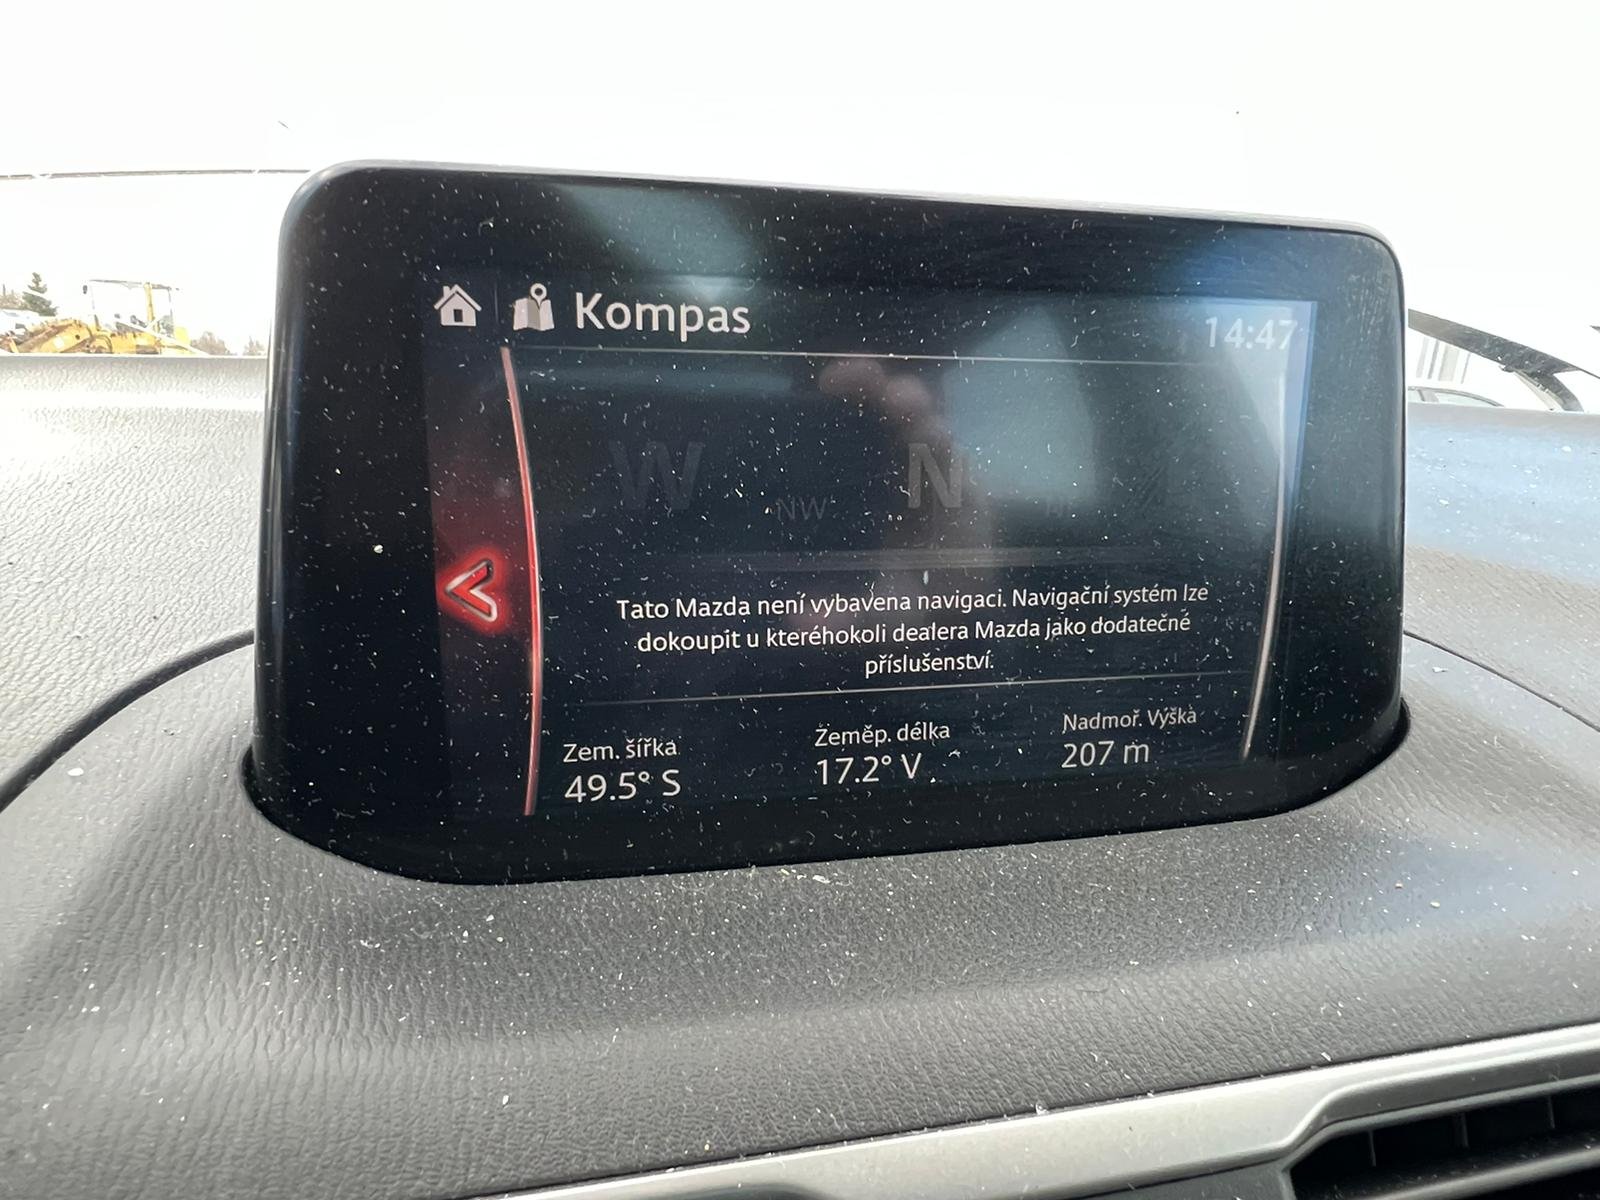 Kompas
14:47
W
NW
N
Tato Mazda není vybavena navigaci. Navigační systém lze
dokoupit u kteréhokoli dealera Mazda jako dodatečné
příslušenství.
Zem. šířka
Zeměp. délka
Nadmoř. Výška
49.5° S
17.2° V
207 m